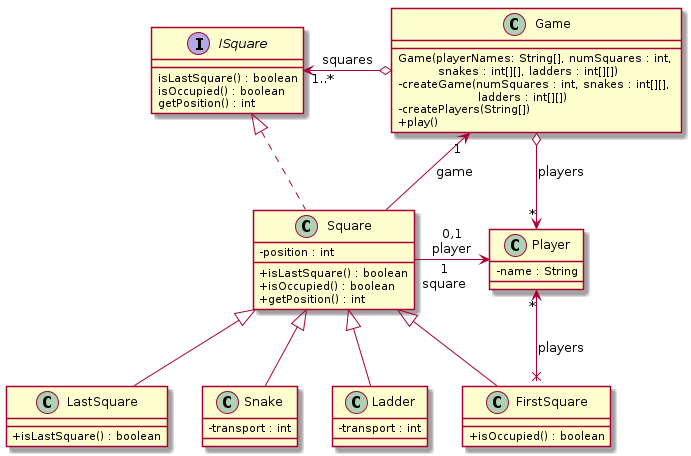 C Game
Game(playerNames: String[], numSquares : int,
snakes : int[][], ladders : int[][])
-createGame(numSquares : int, snakes : int[][],
ladders : int[][])
-createPlayers(String[])
+play()
I ISquare
isLastSquare() : boolean
isOccupied() : boolean
getPosition() : int
squares
1..*
1
game
players
*
C Square
-position : int
+isLastSquare() : boolean
+isOccupied() : boolean
+getPosition() : int
0,1
player
1
square
C Player
-name : String
*
players
C LastSquare
+isLastSquare() : boolean
C Snake
-transport : int
C Ladder
-transport : int
C FirstSquare
+isOccupied() : boolean